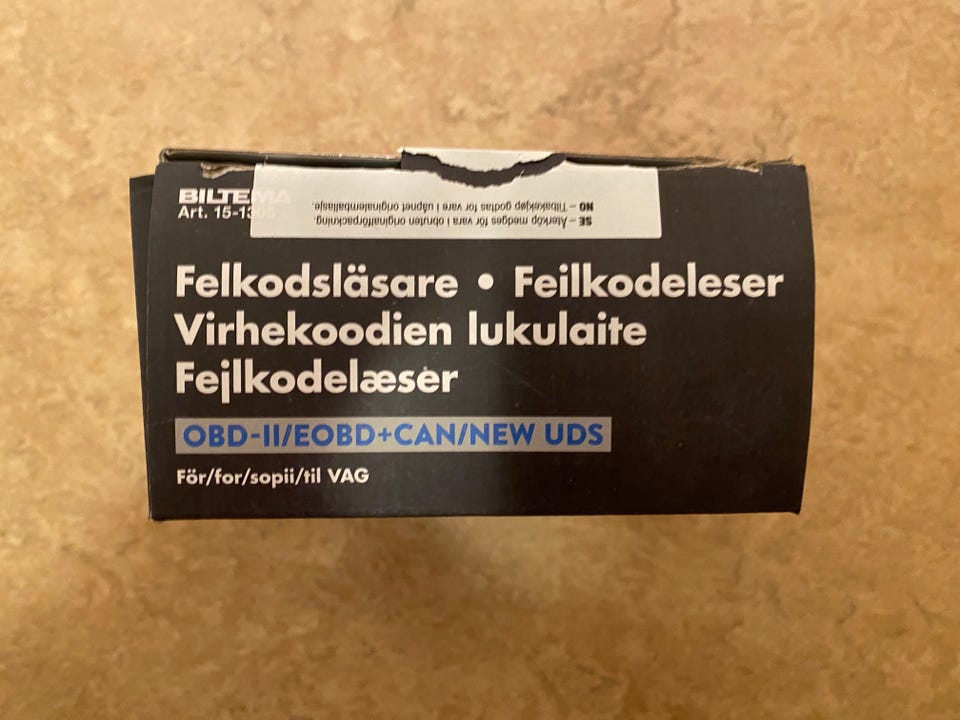 BILTEMA
Art. 15-1306
SE – Återköp medges för vara i obruten originalförpackning.
NO – Tilbakekjøp godtas for vare i uåpnet originalemballasje.
Felkodsläsare • Feilkodeleser
Virhekoodien lukulaite
Fejlkodelæser
OBD-II/EOBD+CAN/NEW UDS
För/for/sopii/til VAG